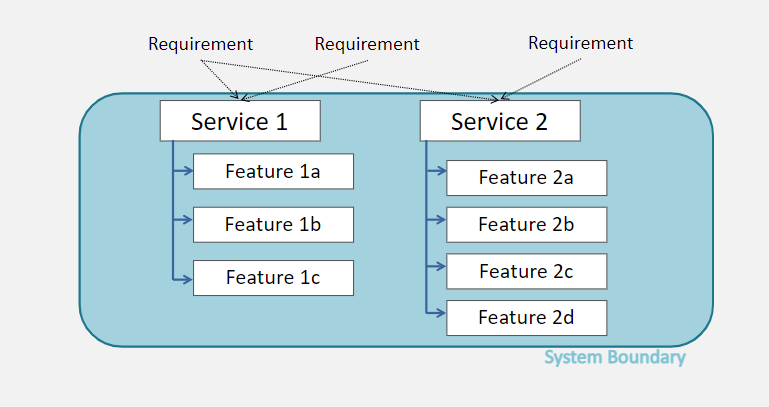 Requirement
Requirement
Requirement
Service 1
Service 2
Feature 1a
Feature 2a
Feature 1b
Feature 2b
Feature 1c
Feature 2c
Feature 2d
System Boundary